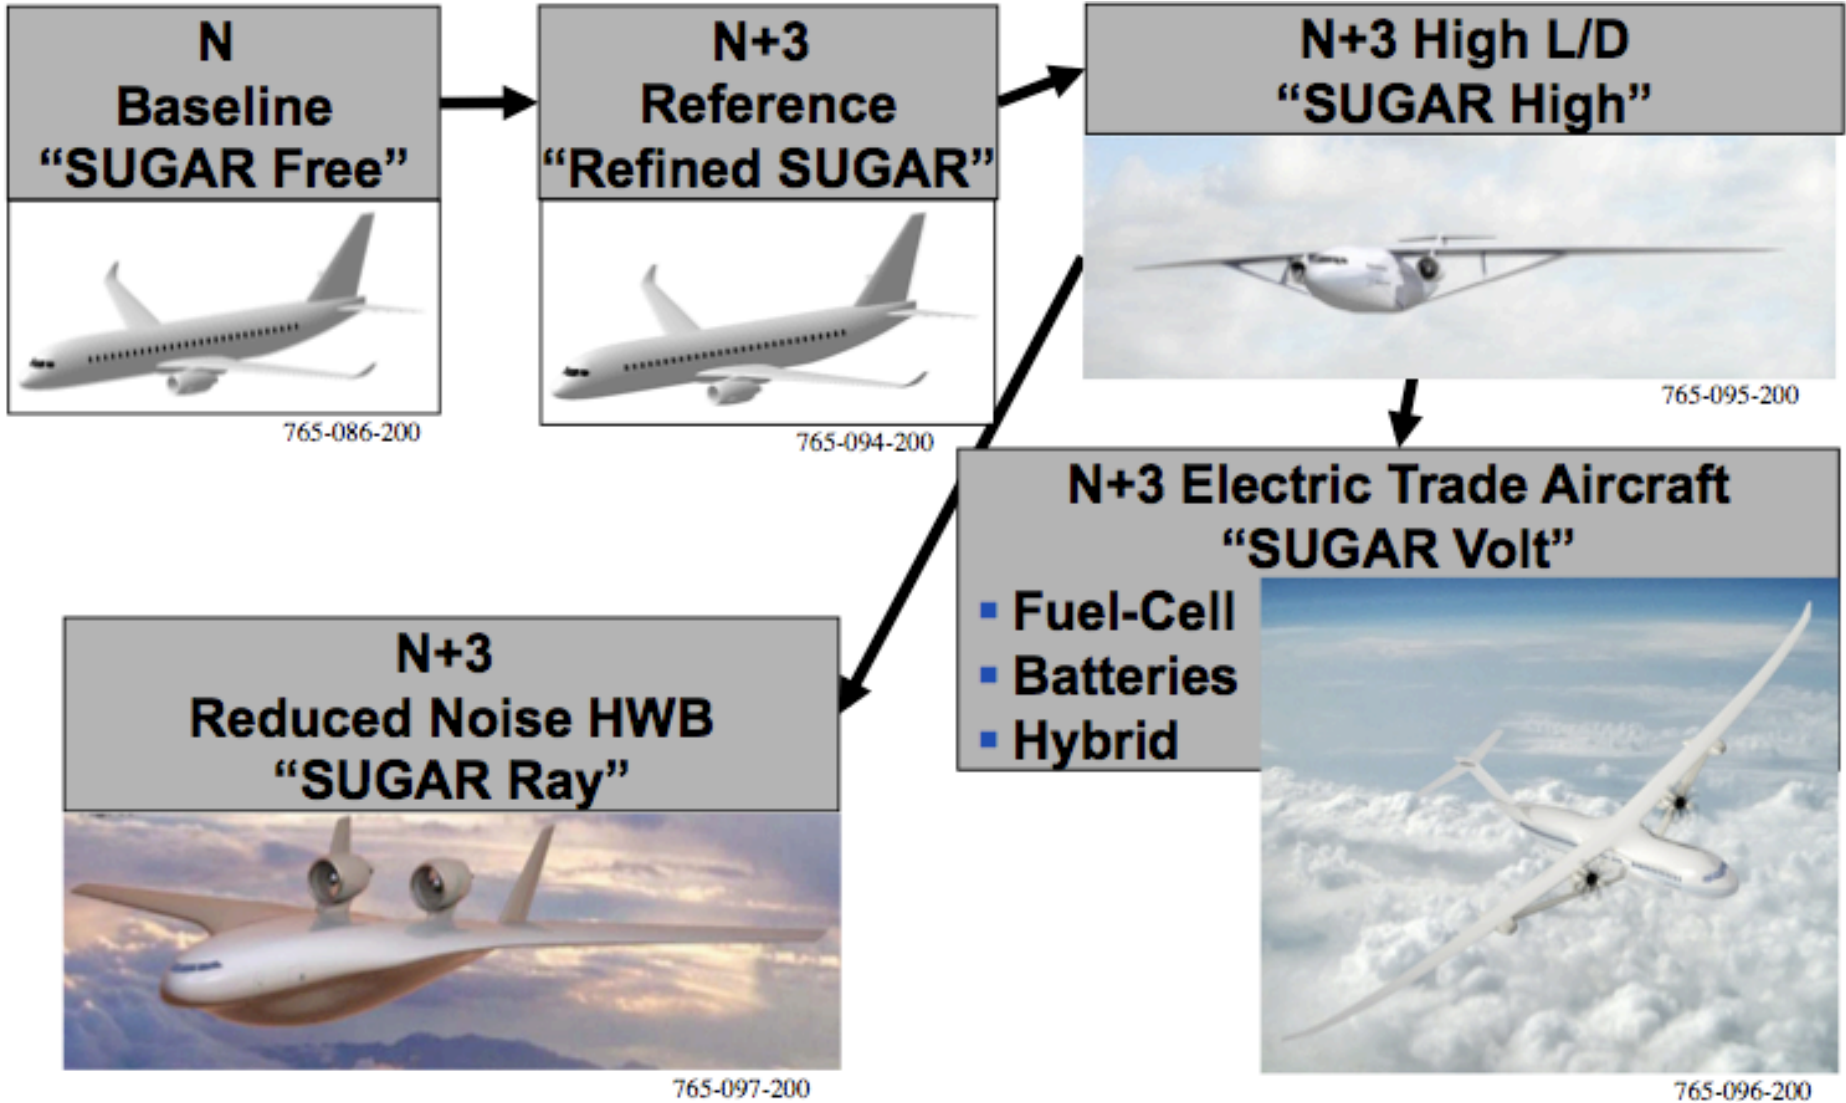 N
Baseline
“SUGAR Free”
765-086-200
N+3
Reference
“Refined SUGAR”
765-094-200
N+3 High L/D
“SUGAR High”
765-095-200
N+3 Electric Trade Aircraft
“SUGAR Volt”
▪ Fuel-Cell
▪ Batteries
▪ Hybrid
765-096-200
N+3
Reduced Noise HWB
“SUGAR Ray”
765-097-200